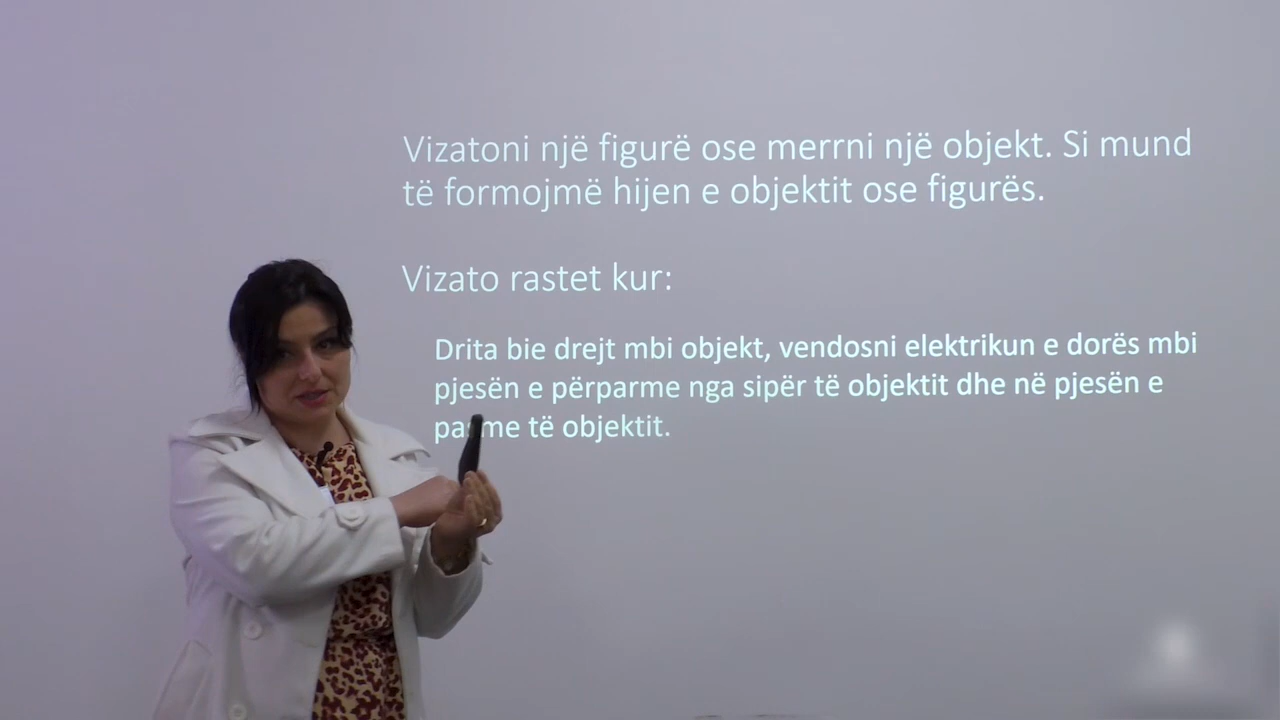 Vizatoni një figurë ose merrni një objekt. Si mund
të formojmë hijen e objektit ose figurës.
Vizato rastet kur:
Drita bie drejt mbi objekt, vendosni elektrikun e dorës mbi
pjesën e përparme nga sipër të objektit dhe në pjesën e
pasme të objektit.